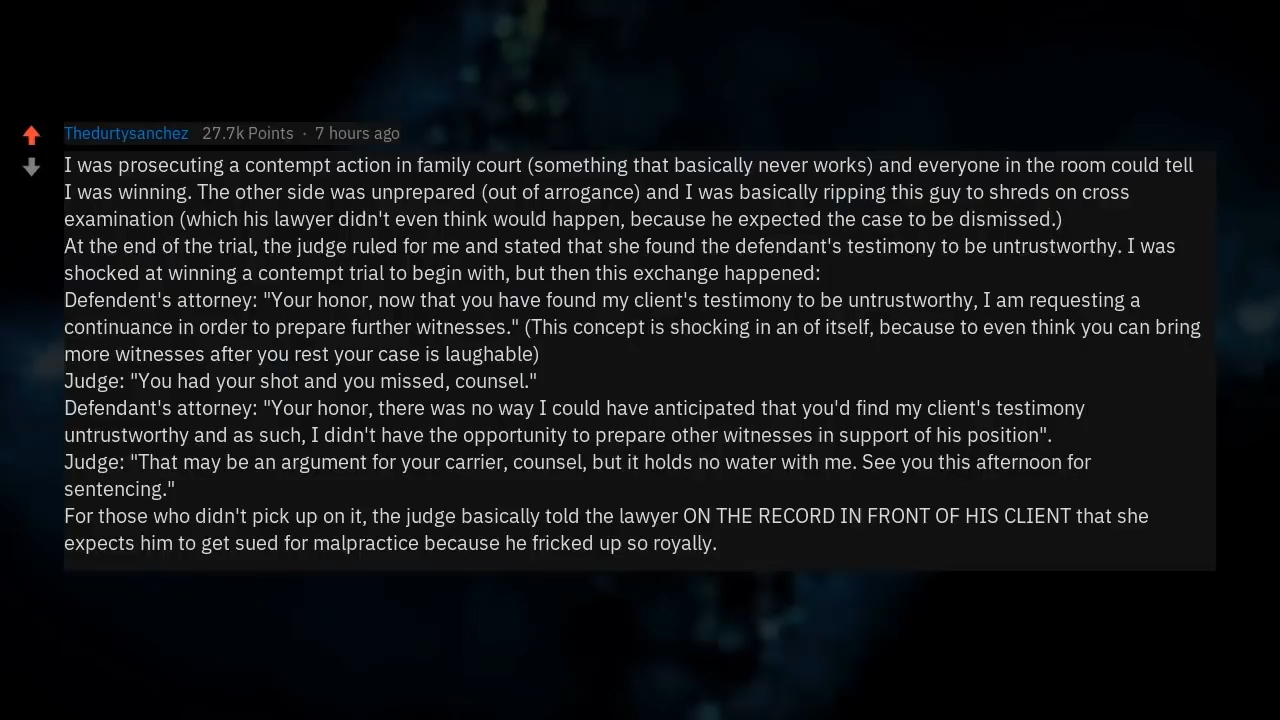 Thedurtysanchez 27.7k Points · 7 hours ago
I was prosecuting a contempt action in family court (something that basically never works) and everyone in the room could tell
I was winning. The other side was unprepared (out of arrogance) and I was basically ripping this guy to shreds on cross
examination (which his lawyer didn't even think would happen, because he expected the case to be dismissed.)
At the end of the trial, the judge ruled for me and stated that she found the defendant's testimony to be untrustworthy. I was
shocked at winning a contempt trial to begin with, but then this exchange happened:
Defendent's attorney: "Your honor, now that you have found my client's testimony to be untrustworthy, I am requesting a
continuance in order to prepare further witnesses." (This concept is shocking in an of itself, because to even think you can bring
more witnesses after you rest your case is laughable)
Judge: "You had your shot and you missed, counsel."
Defendant's attorney: "Your honor, there was no way I could have anticipated that you'd find my client's testimony
untrustworthy and as such, I didn't have the opportunity to prepare other witnesses in support of his position".
Judge: "That may be an argument for your carrier, counsel, but it holds no water with me. See you this afternoon for
sentencing."
For those who didn't pick up on it, the judge basically told the lawyer ON THE RECORD IN FRONT OF HIS CLIENT that she
expects him to get sued for malpractice because he fricked up so royally.